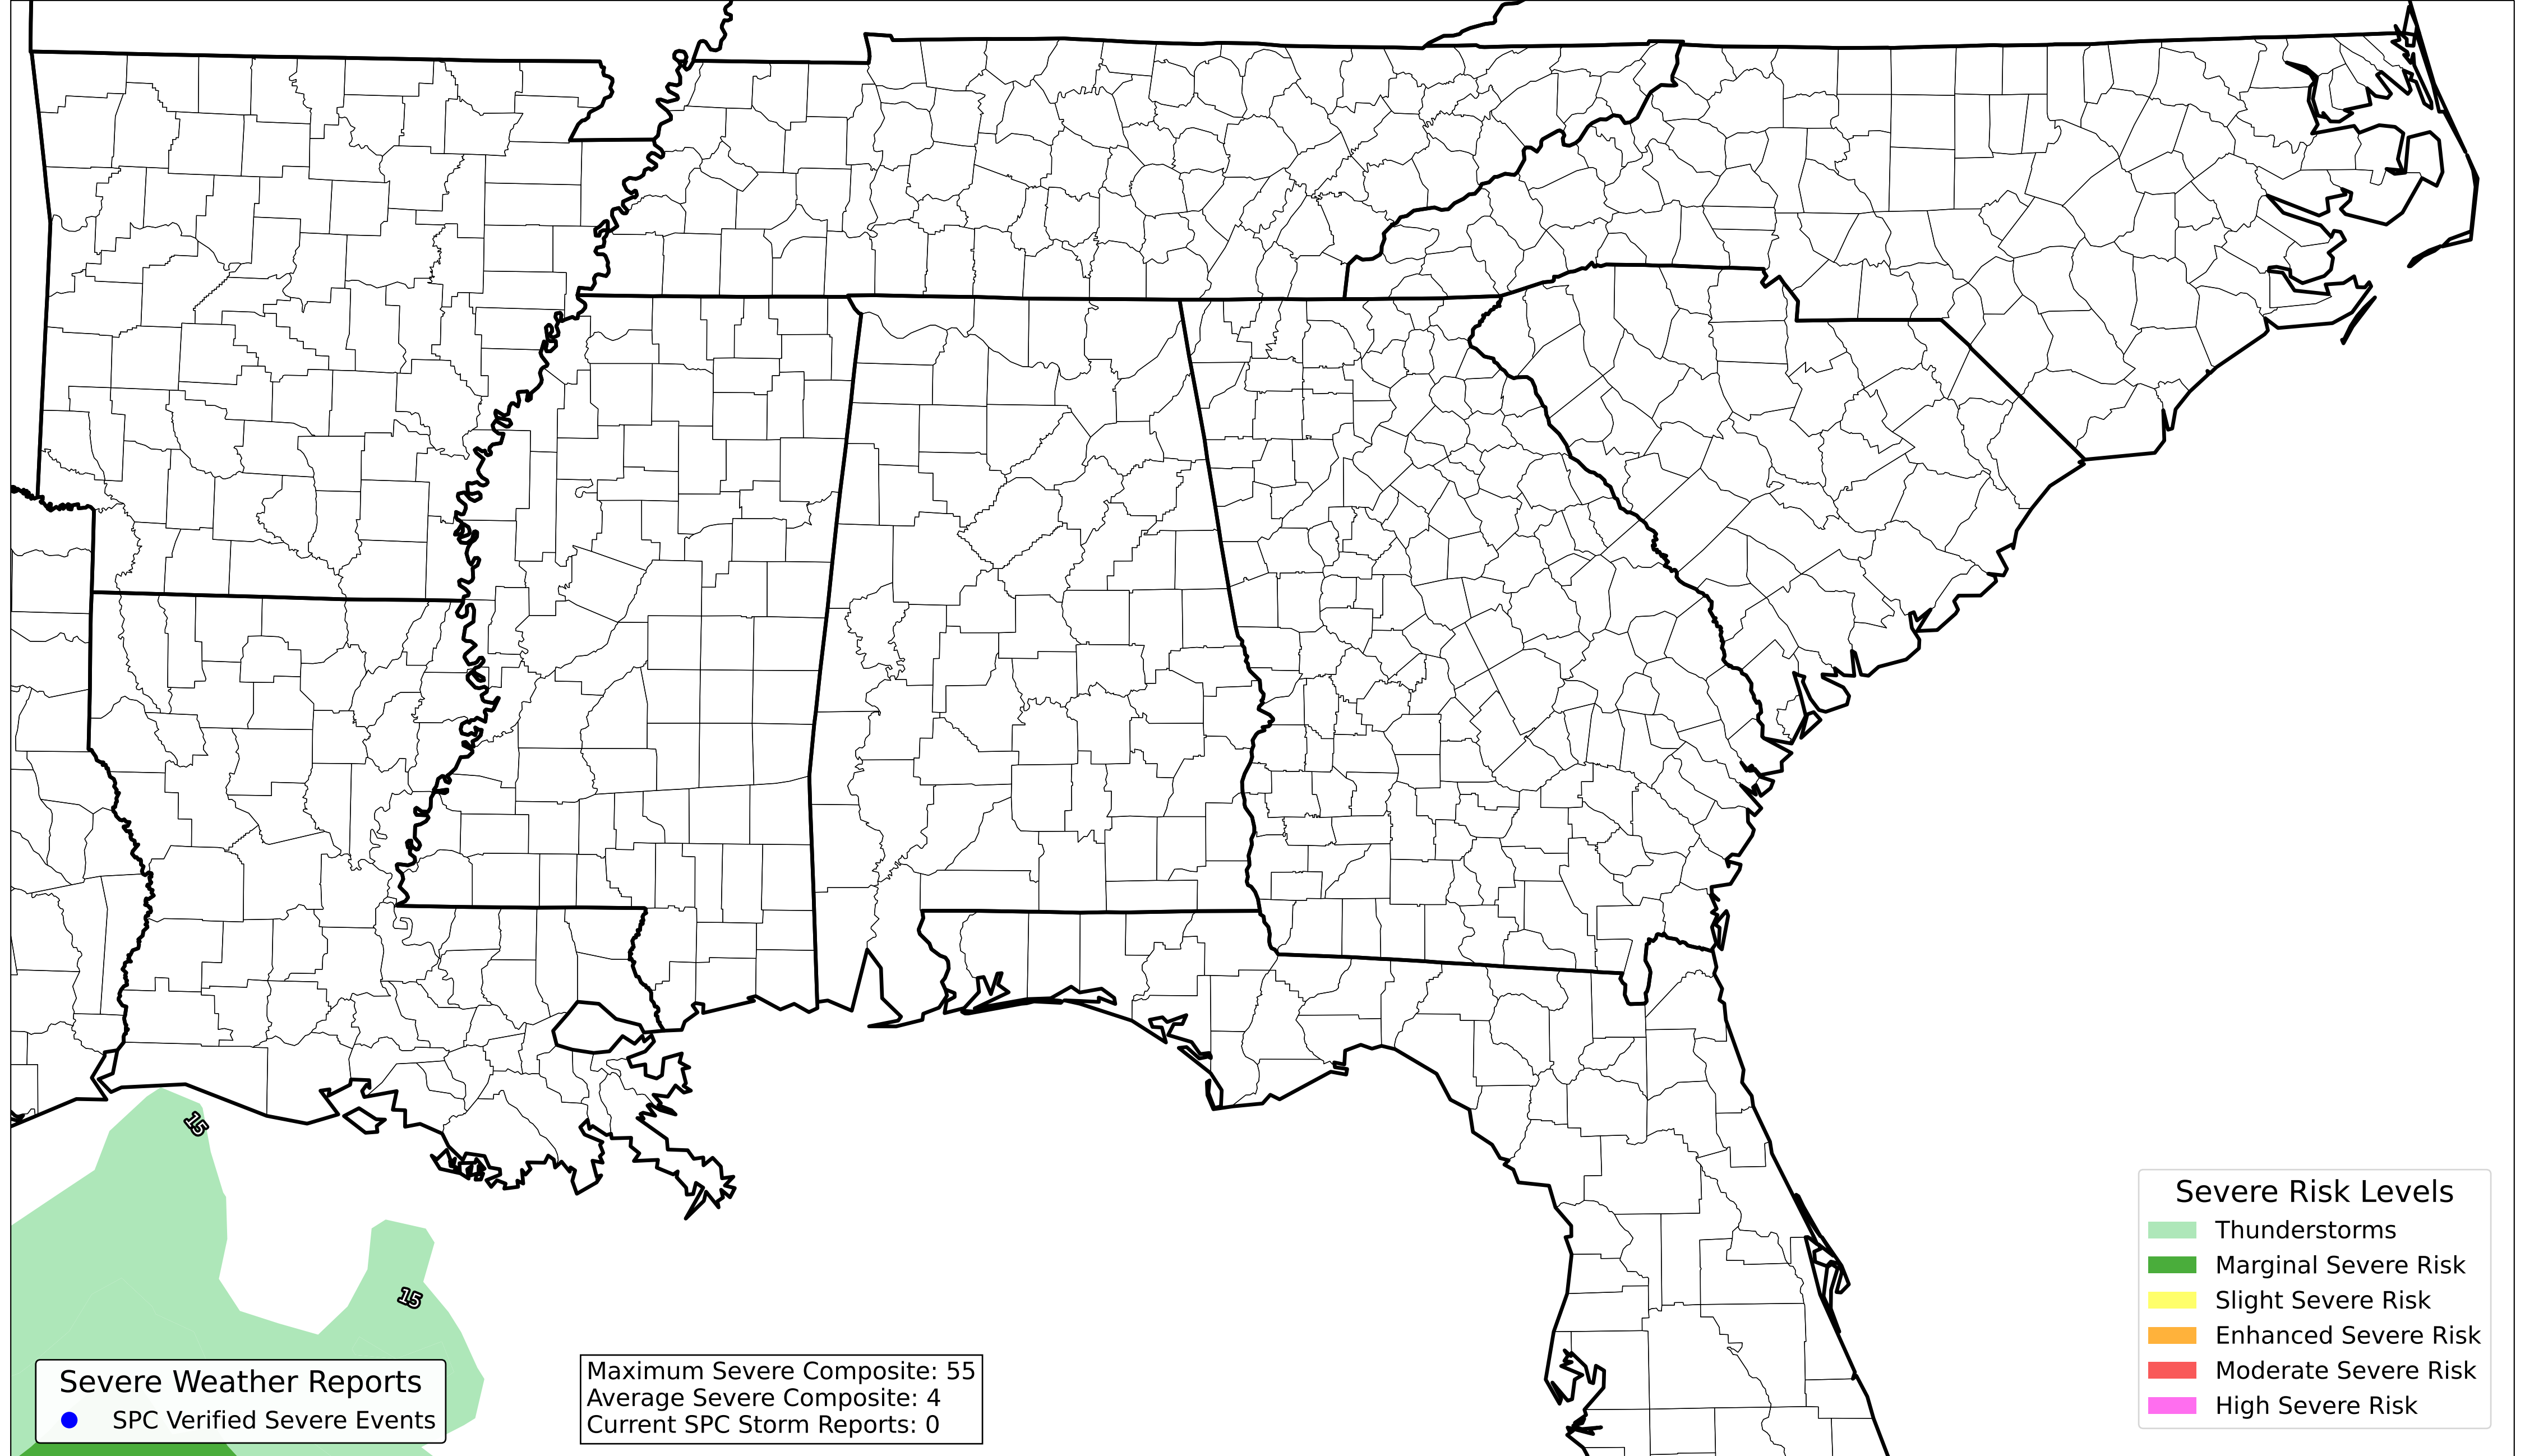 15
15
Severe Weather Reports
SPC Verified Severe Events
Maximum Severe Composite: 55
Average Severe Composite: 4
Current SPC Storm Reports: 0
Severe Risk Levels
Thunderstorms
Marginal Severe Risk
Slight Severe Risk
Enhanced Severe Risk
Moderate Severe Risk
High Severe Risk